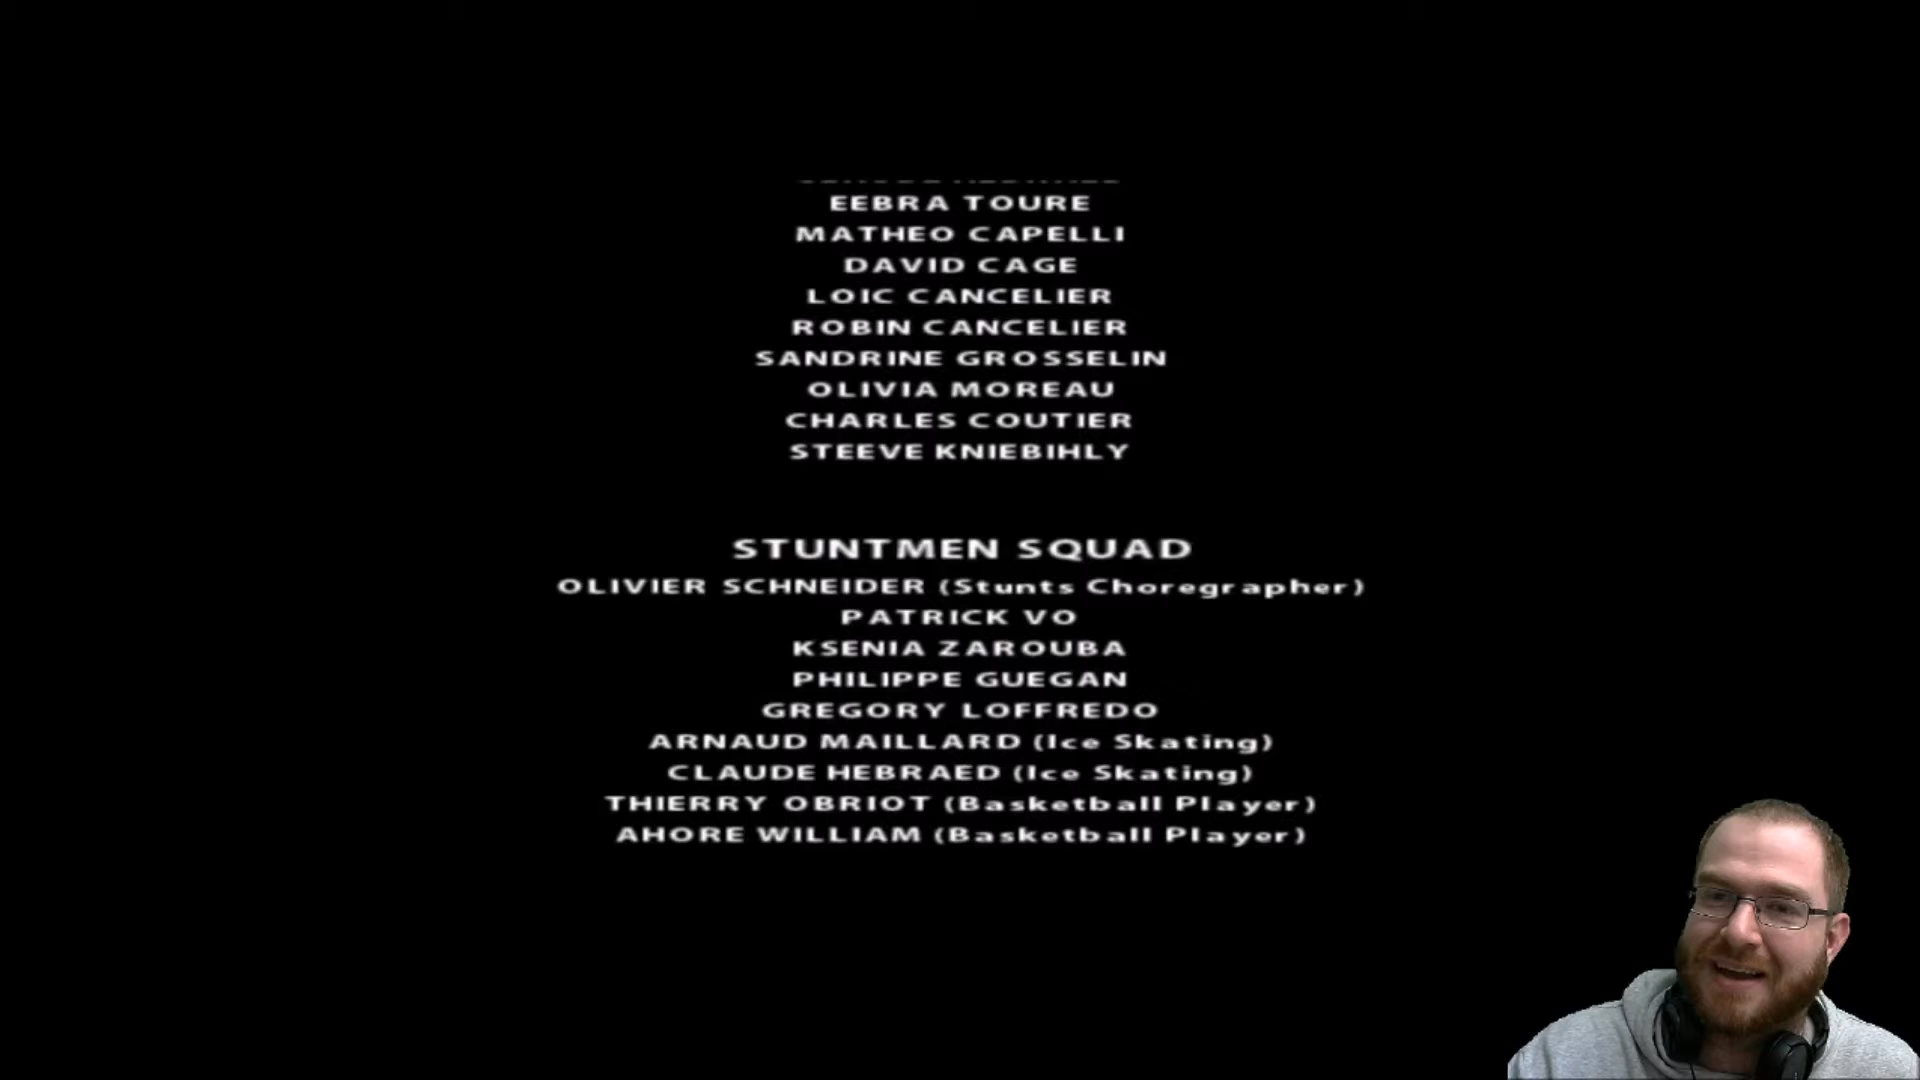 EEBRA TOURE
MATHEO CAPELLI
DAVID CAGE
LOIC CANCELIER
ROBIN CANCELIER
SANDRINE GROSSELIN
OLIVIA MOREAU
CHARLES COUTIER
STEEVE KNIEBIHLY
STUNTMEN SQUAD
OLIVIER SCHNEIDER (Stunts Choregrapher)
PATRICK VO
KSENIA ZAROUBA
PHILIPPE GUEGAN
GREGORY LOFFREDO
ARNAUD MAILLARD (Ice Skating)
CLAUDE HEBRAED (Ice Skating)
THIERRY OBRIOT (Basketball Player)
AHORE WILLIAM (Basketball Player)